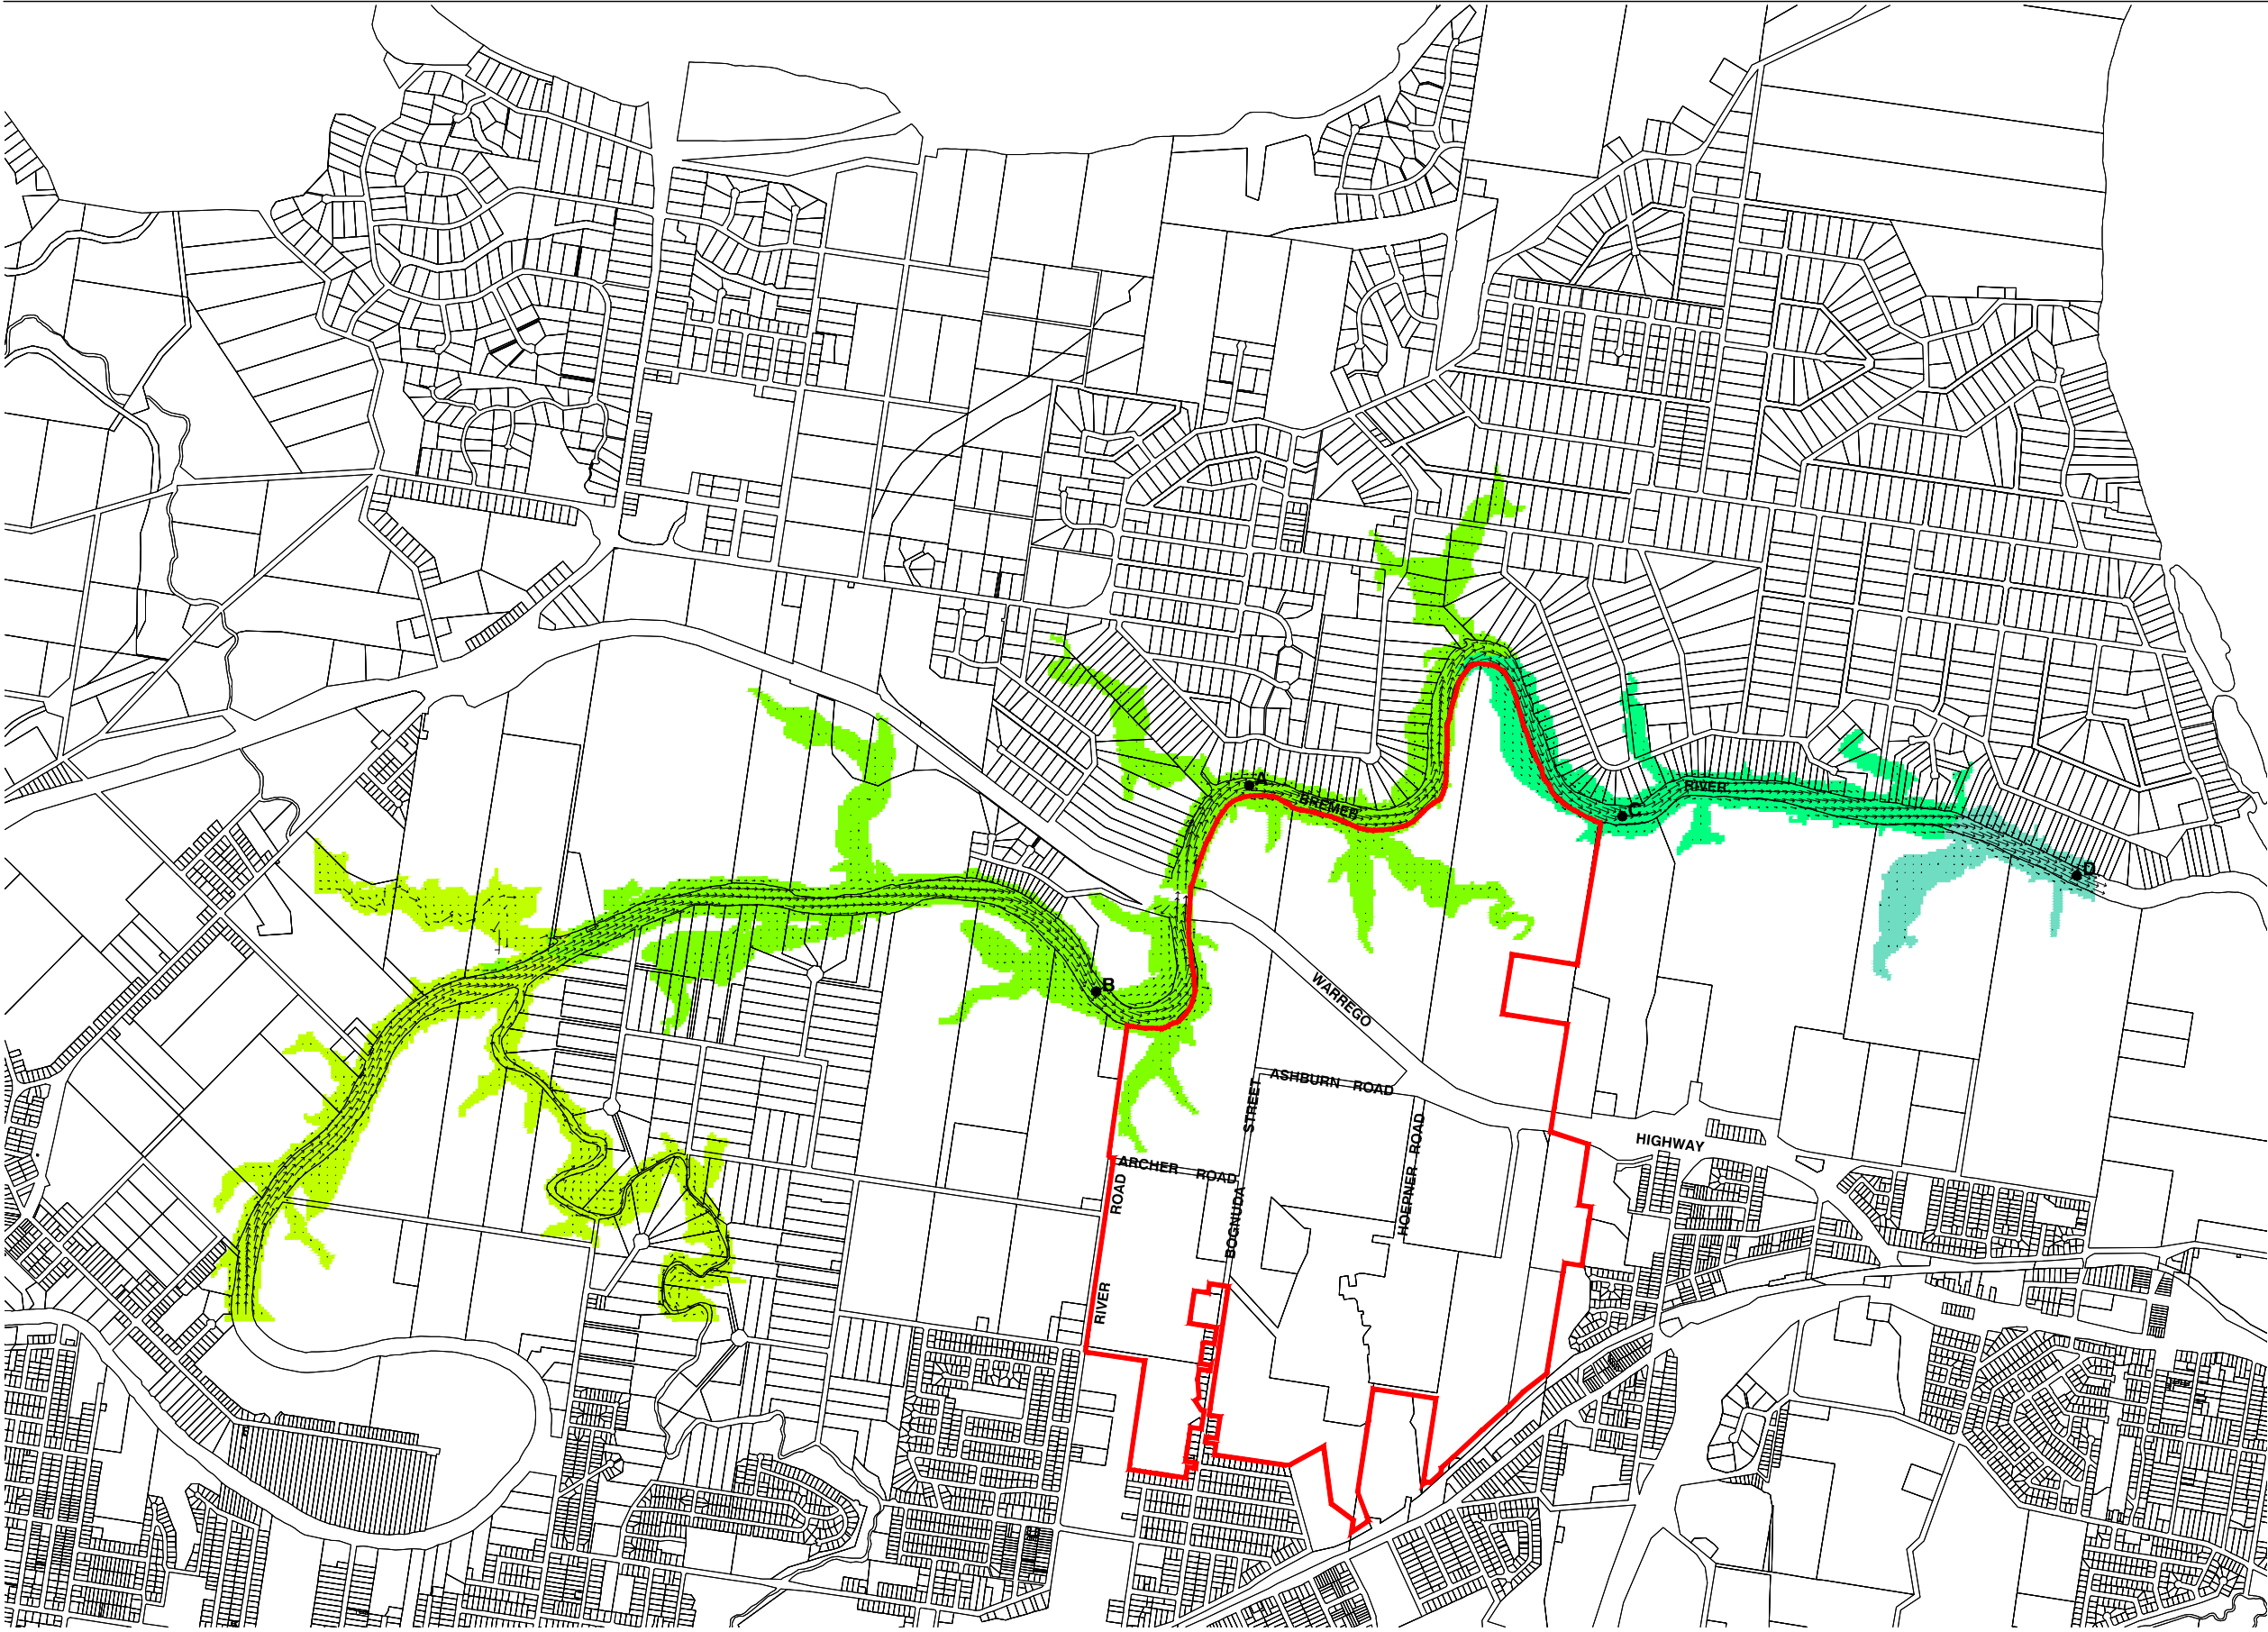 A
BREMER
RIVER
C
D
B
WARREGO
ASHBURN ROAD
STREET
HOEPNER ROAD
HIGHWAY
ARCHER ROAD
ROAD
BOGNUDA
RIVER